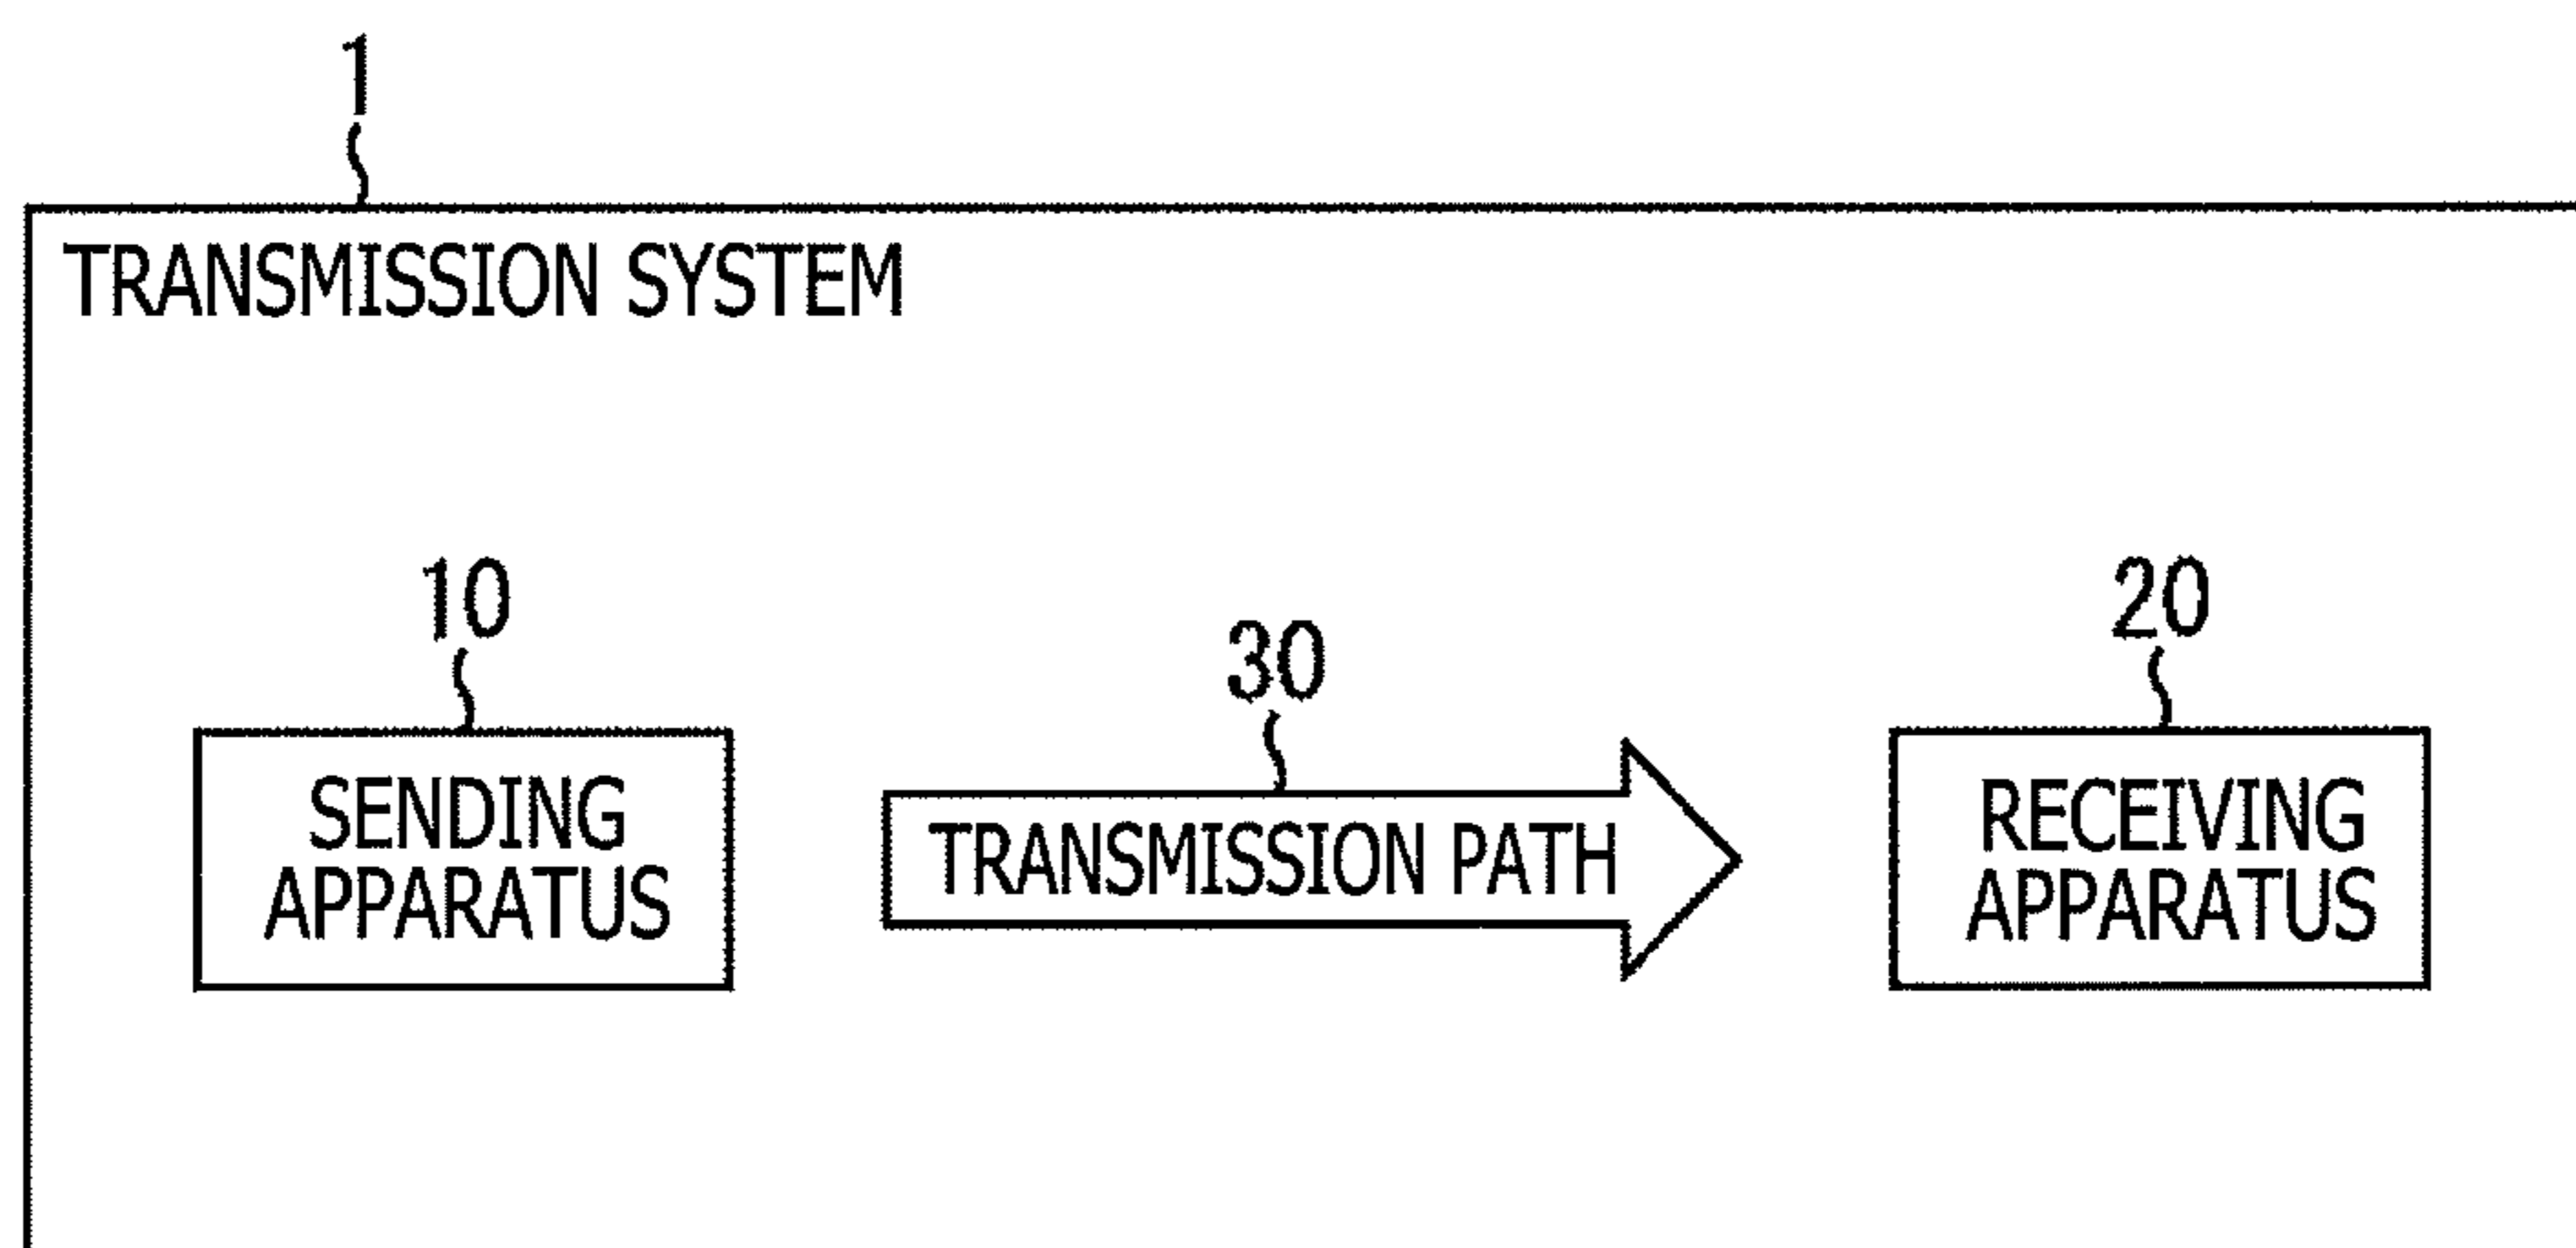 1
TRANSMISSION SYSTEM
10
SENDING
APPARATUS
30
TRANSMISSION PATH
20
RECEIVING
APPARATUS